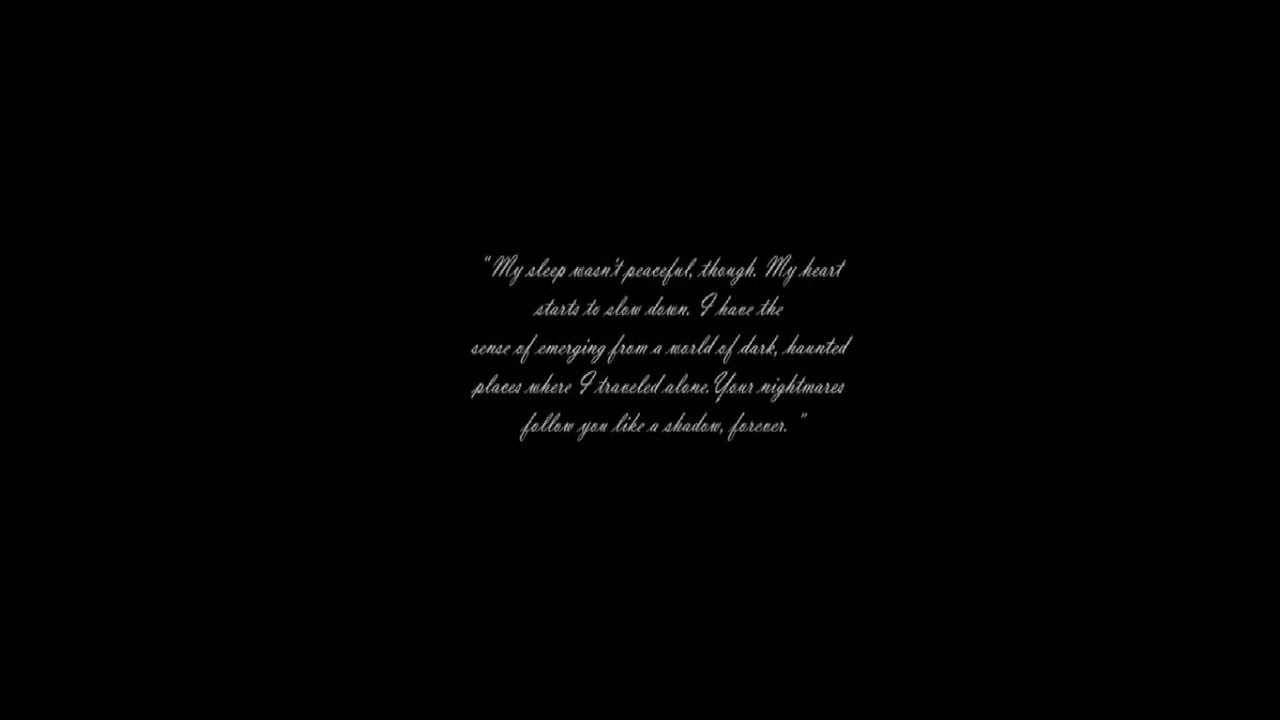 "My sleep wasn't peaceful, though. My heart
starts to slow down. I have the
sense of emerging from a world of dark, haunted
places where I traveled alone. Your nightmares
follow you like a shadow, forever. "